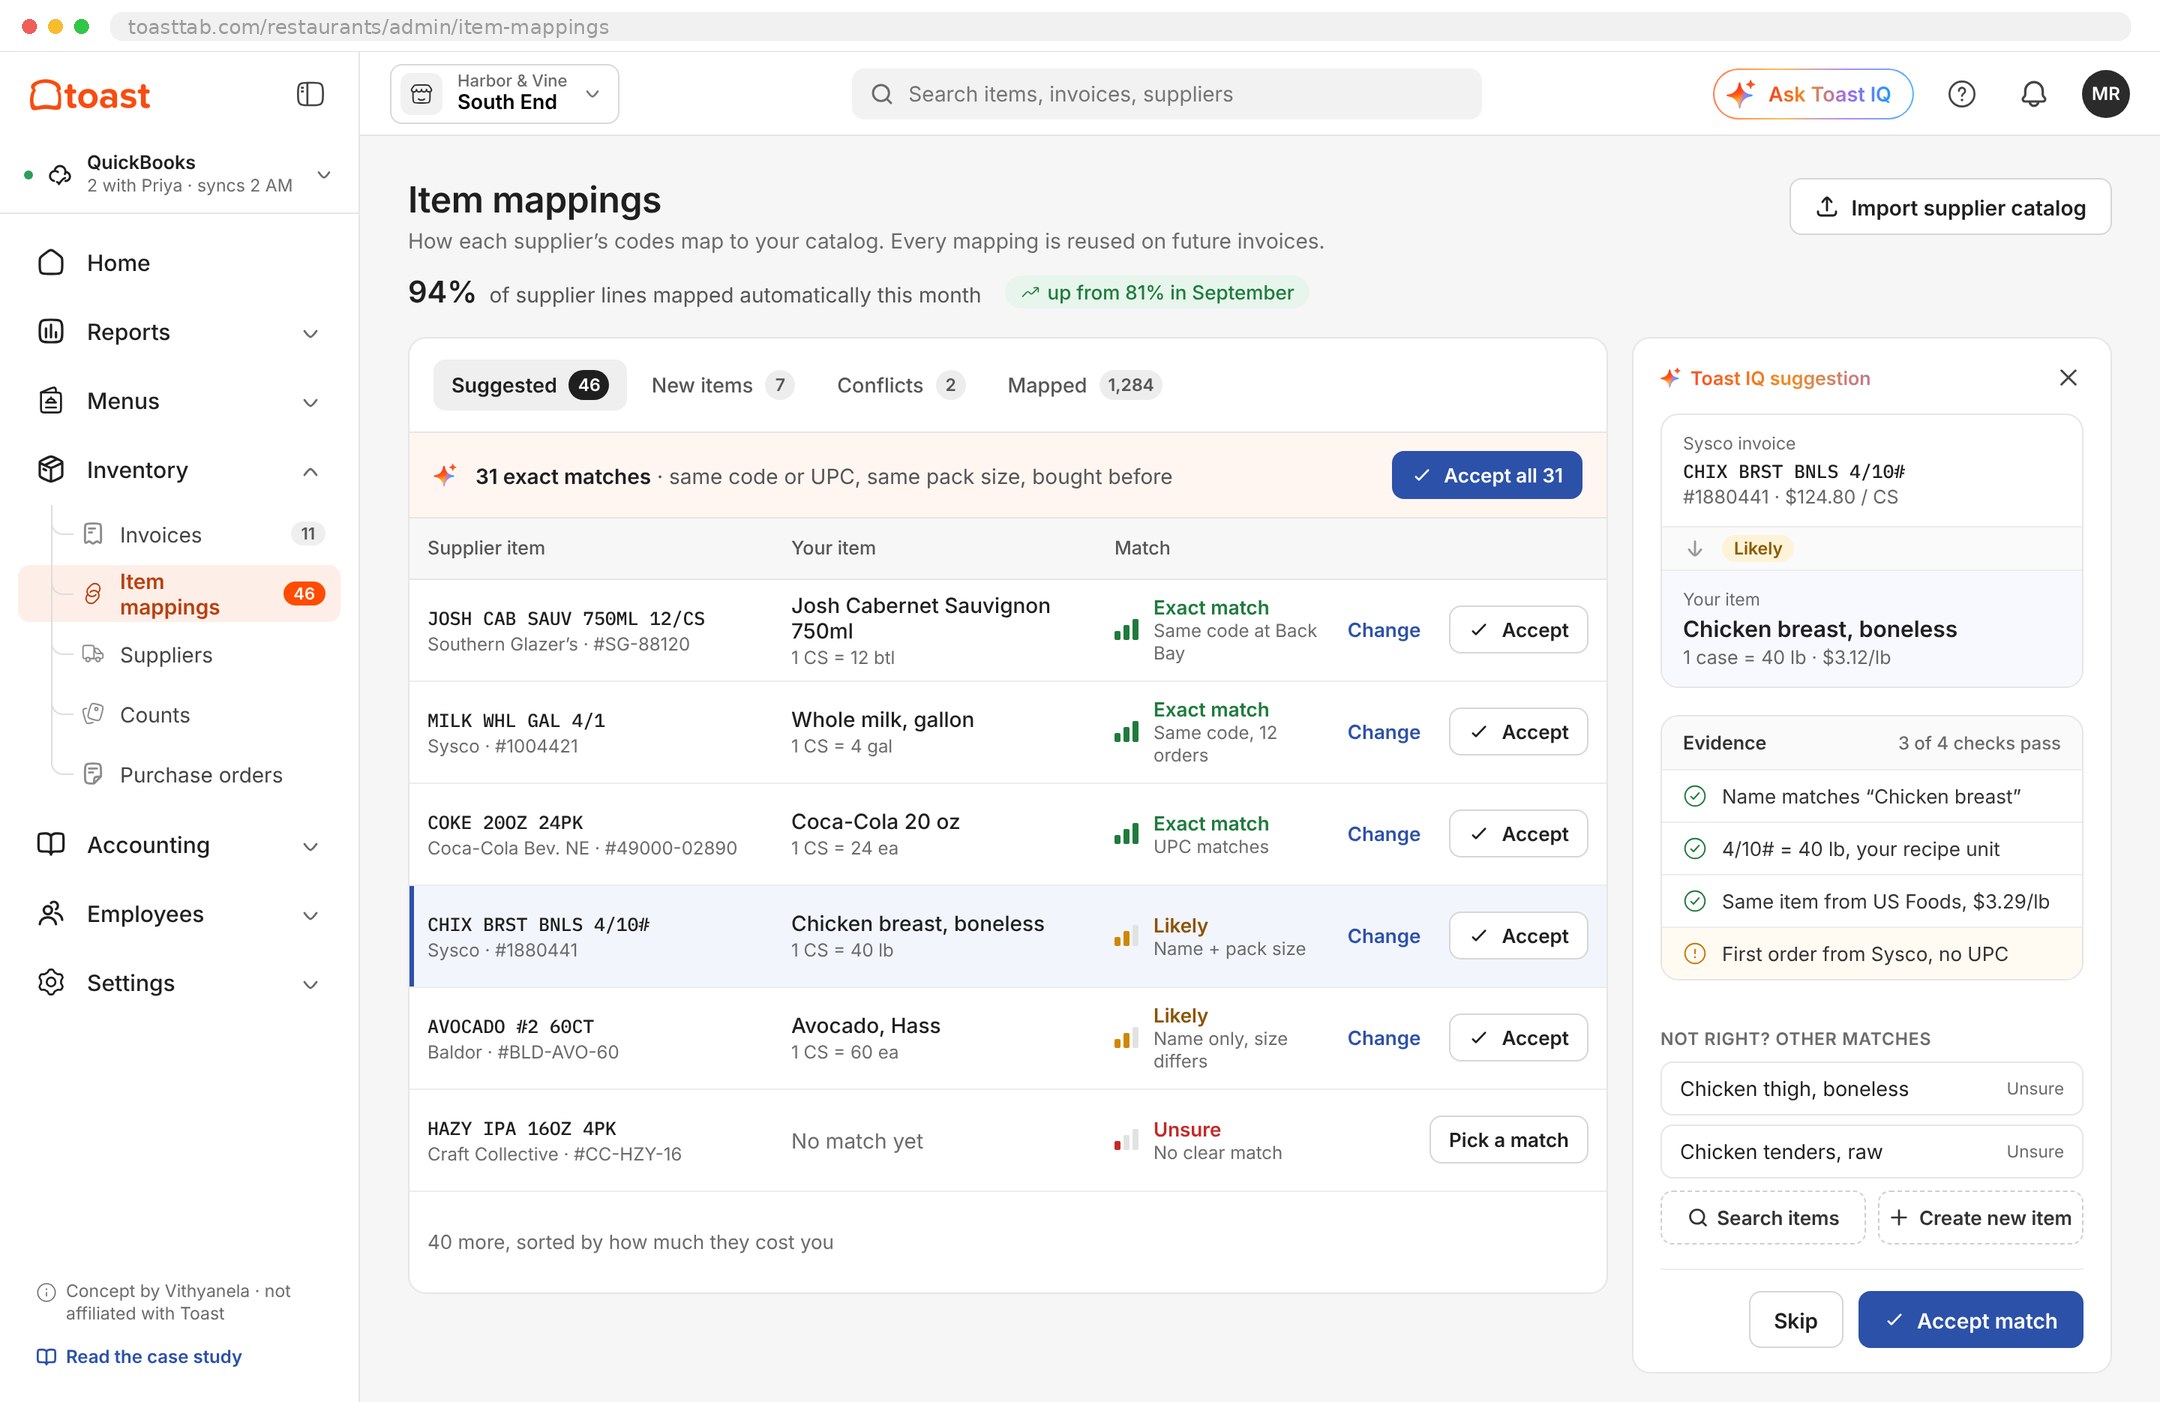 toasttab.com/restaurants/admin/item-mappings
toast
Harbor & Vine
South End
Search items, invoices, suppliers
Ask Toast IQ
MR
QuickBooks
2 with Priya · syncs 2 AM
Home
Reports
Menus
Inventory
Invoices 11
Item
mappings 46
Suppliers
Counts
Purchase orders
Accounting
Employees
Settings
Concept by Vithyanela · not
affiliated with Toast
Read the case study
Item mappings
How each supplier’s codes map to your catalog. Every mapping is reused on future invoices.
94% of supplier lines mapped automatically this month up from 81% in September
Import supplier catalog
Suggested 46 New items 7 Conflicts 2 Mapped 1,284
31 exact matches · same code or UPC, same pack size, bought before Accept all 31
Supplier item Your item Match
JOSH CAB SAUV 750ML 12/CS
Southern Glazer’s · #SG-88120
Josh Cabernet Sauvignon
750ml
1 CS = 12 btl
Exact match
Same code at Back
Bay
Change Accept
MILK WHL GAL 4/1
Sysco · #1004421
Whole milk, gallon
1 CS = 4 gal
Exact match
Same code, 12
orders
Change Accept
COKE 20OZ 24PK
Coca-Cola Bev. NE · #49000-02890
Coca-Cola 20 oz
1 CS = 24 ea
Exact match
UPC matches
Change Accept
CHIX BRST BNLS 4/10#
Sysco · #1880441
Chicken breast, boneless
1 CS = 40 lb
Likely
Name + pack size
Change Accept
AVOCADO #2 60CT
Baldor · #BLD-AVO-60
Avocado, Hass
1 CS = 60 ea
Likely
Name only, size
differs
Change Accept
HAZY IPA 16OZ 4PK
Craft Collective · #CC-HZY-16
No match yet
Unsure
No clear match
Pick a match
40 more, sorted by how much they cost you
Toast IQ suggestion
Sysco invoice
CHIX BRST BNLS 4/10#
#1880441 · $124.80 / CS
Likely
Your item
Chicken breast, boneless
1 case = 40 lb · $3.12/lb
Evidence 3 of 4 checks pass
Name matches “Chicken breast”
4/10# = 40 lb, your recipe unit
Same item from US Foods, $3.29/lb
First order from Sysco, no UPC
NOT RIGHT? OTHER MATCHES
Chicken thigh, boneless Unsure
Chicken tenders, raw Unsure
Search items Create new item
Skip Accept match